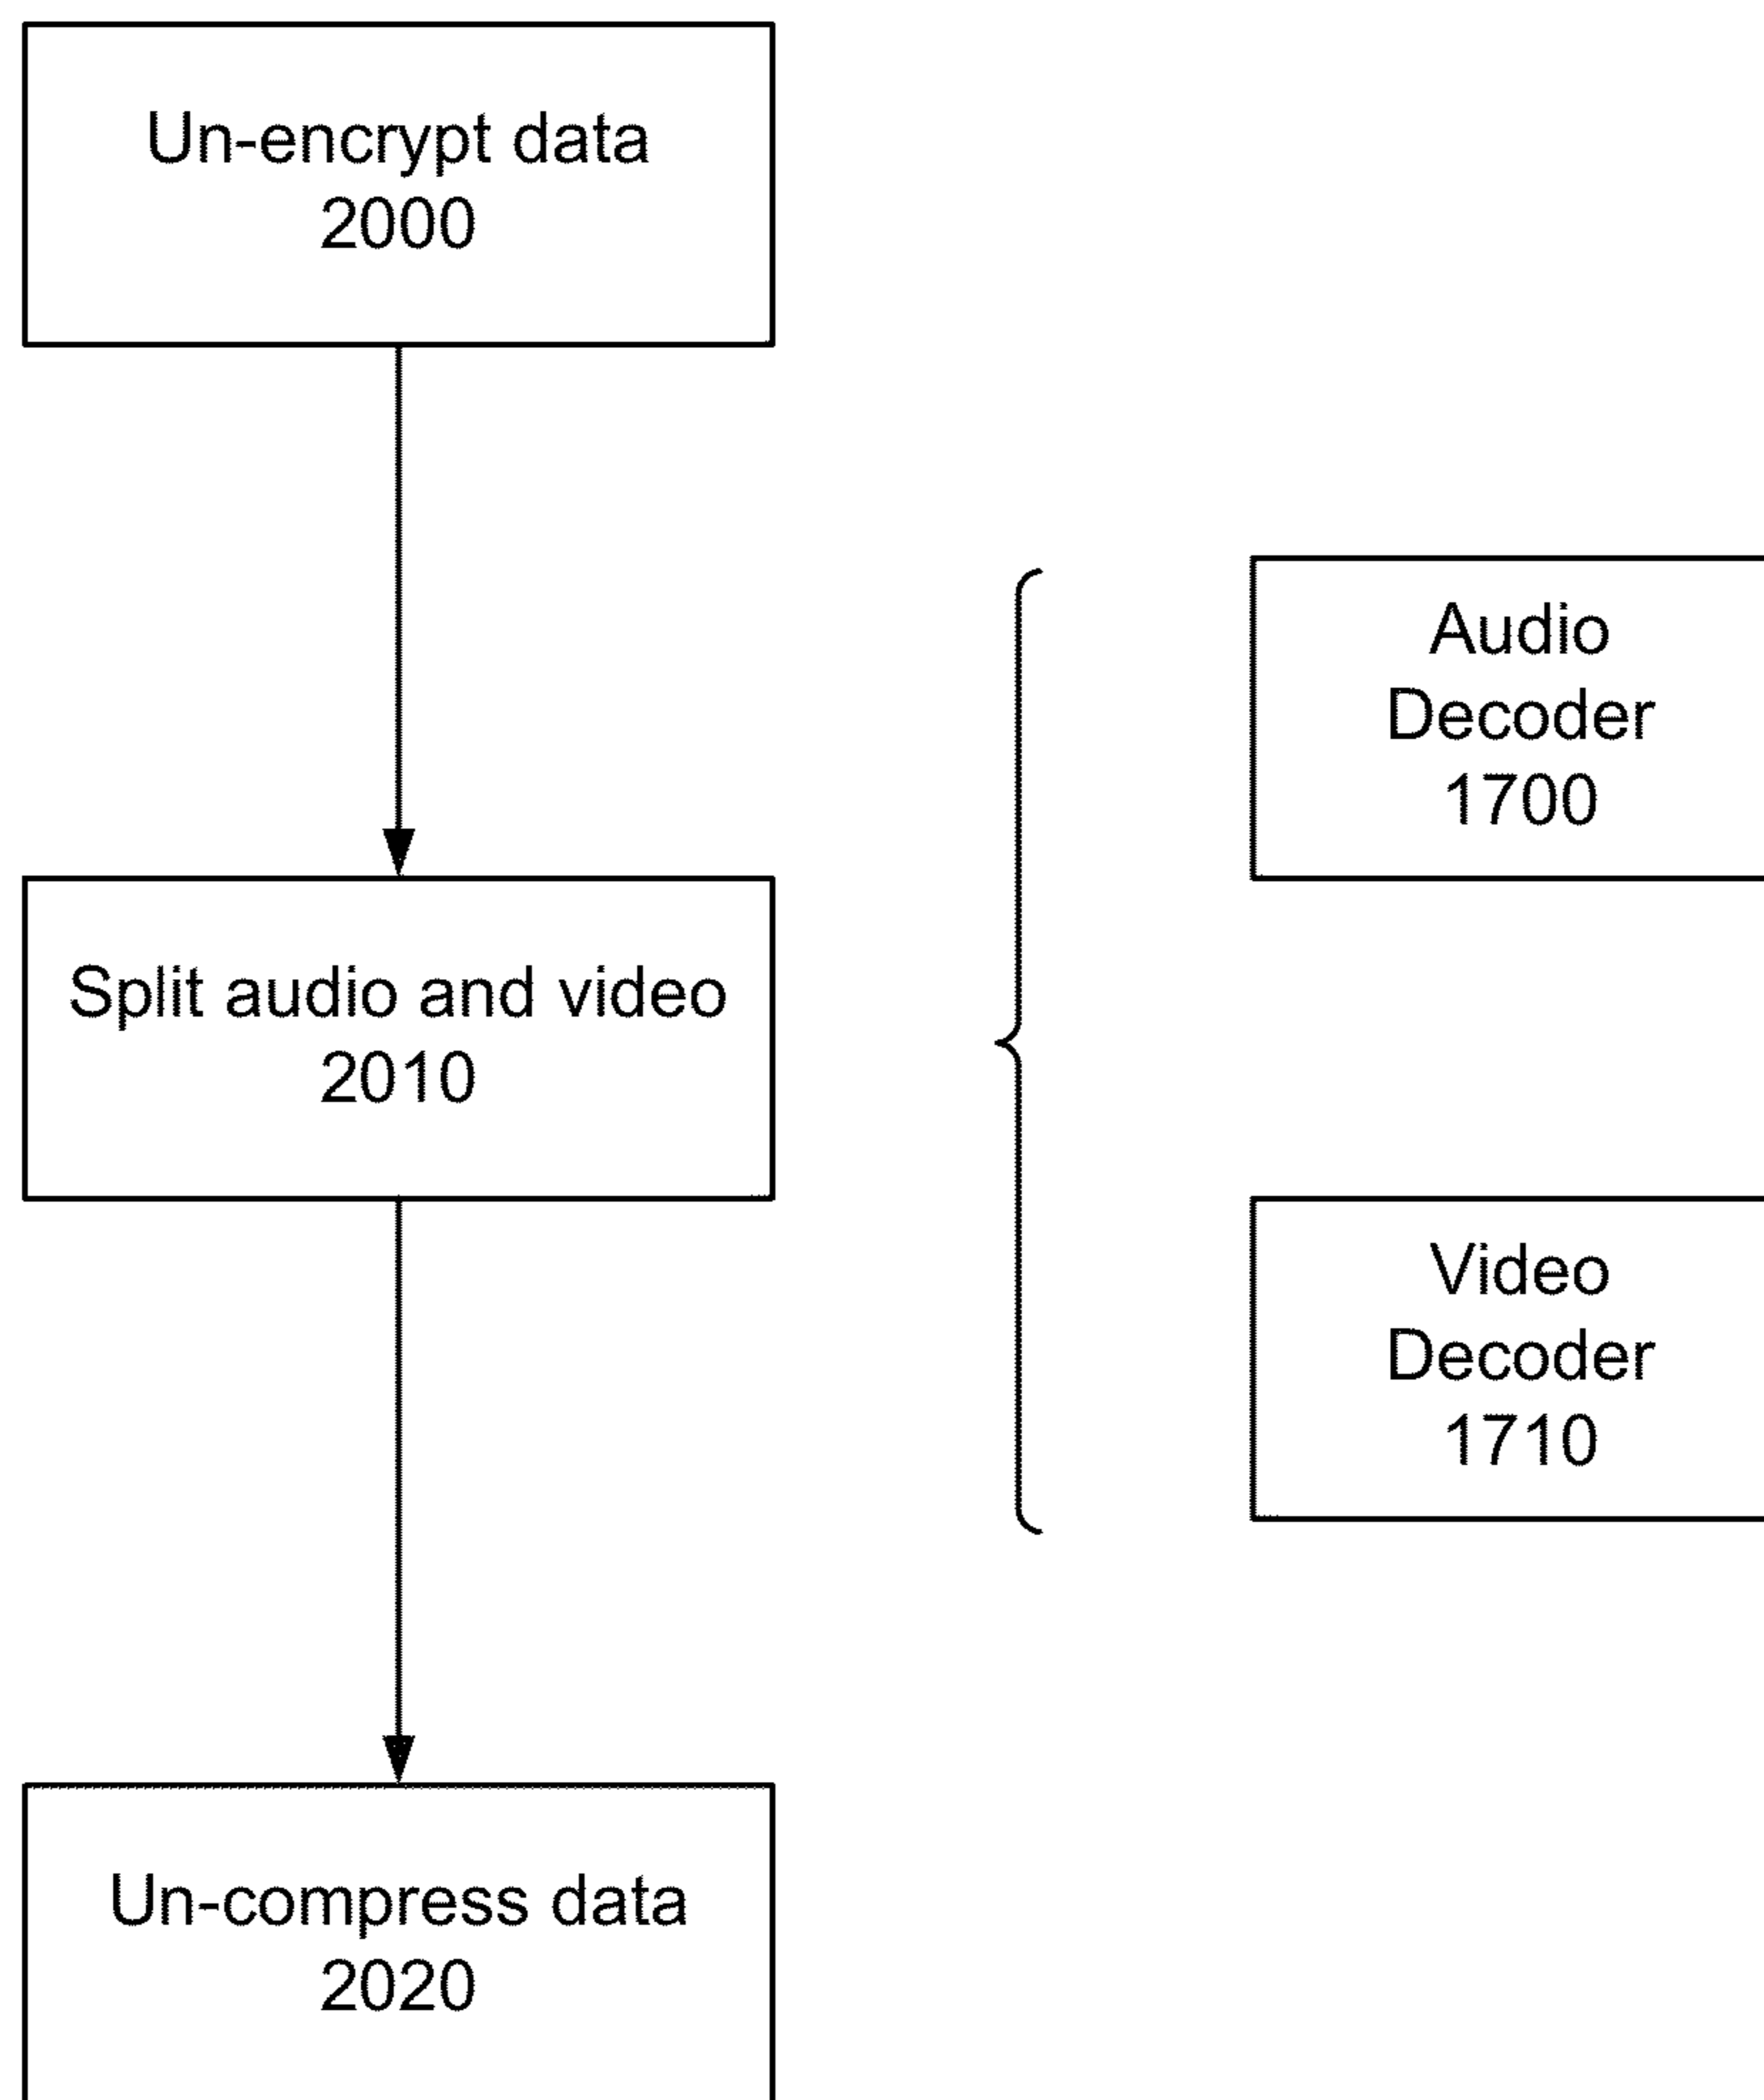 Un-encrypt data
2000
Split audio and video
2010
Un-compress data
2020
Audio
Decoder
1700
Video
Decoder
1710